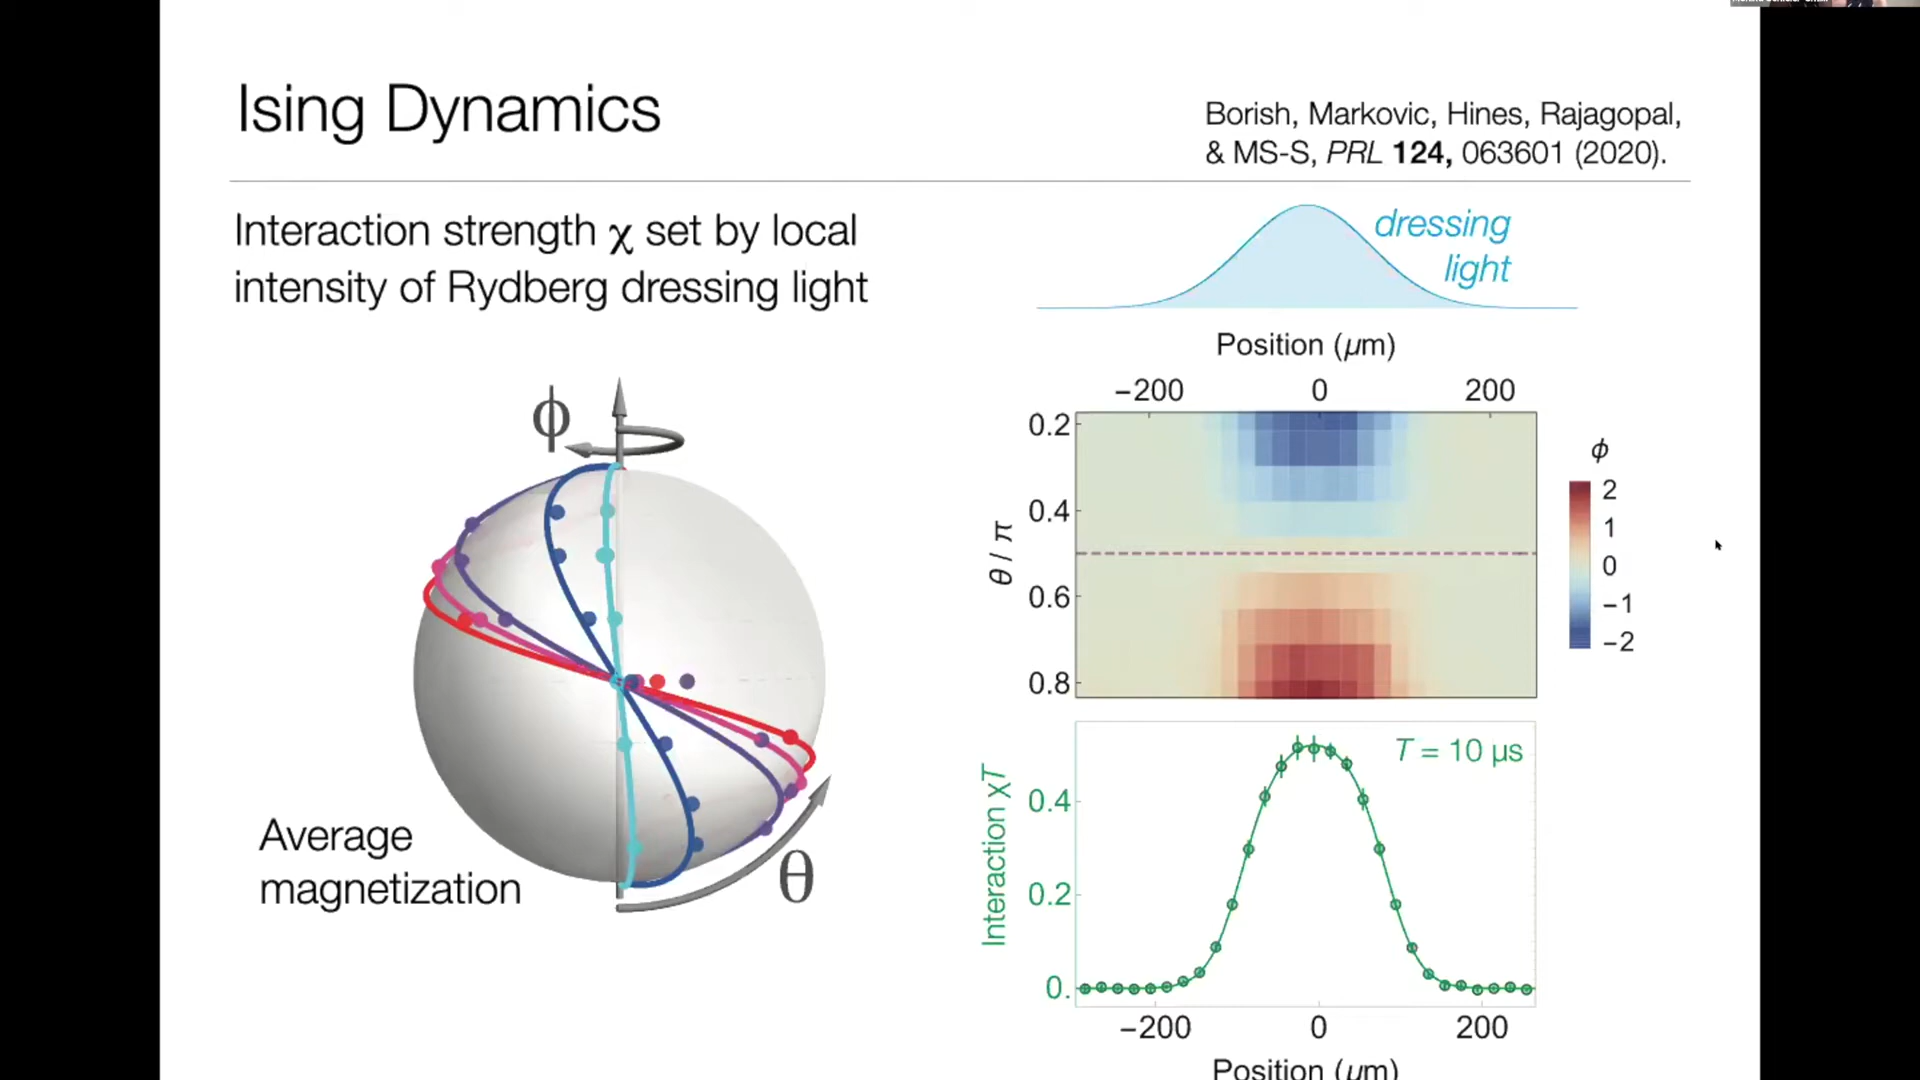 Ising Dynamics
Borish, Markovic, Hines, Rajagopal,
& MS-S, PRL 124, 063601 (2020).
Interaction strength χ set by local
intensity of Rydberg dressing light
dressing
light
Position (μm)
−200 0 200
ϕ
θ
Average
magnetization
θ / π
0.2
0.4
0.6
0.8
ϕ
2
1
0
−1
−2
T = 10 μs
Interaction χT
0.4
0.2
0.
−200 0 200
Position (μm)